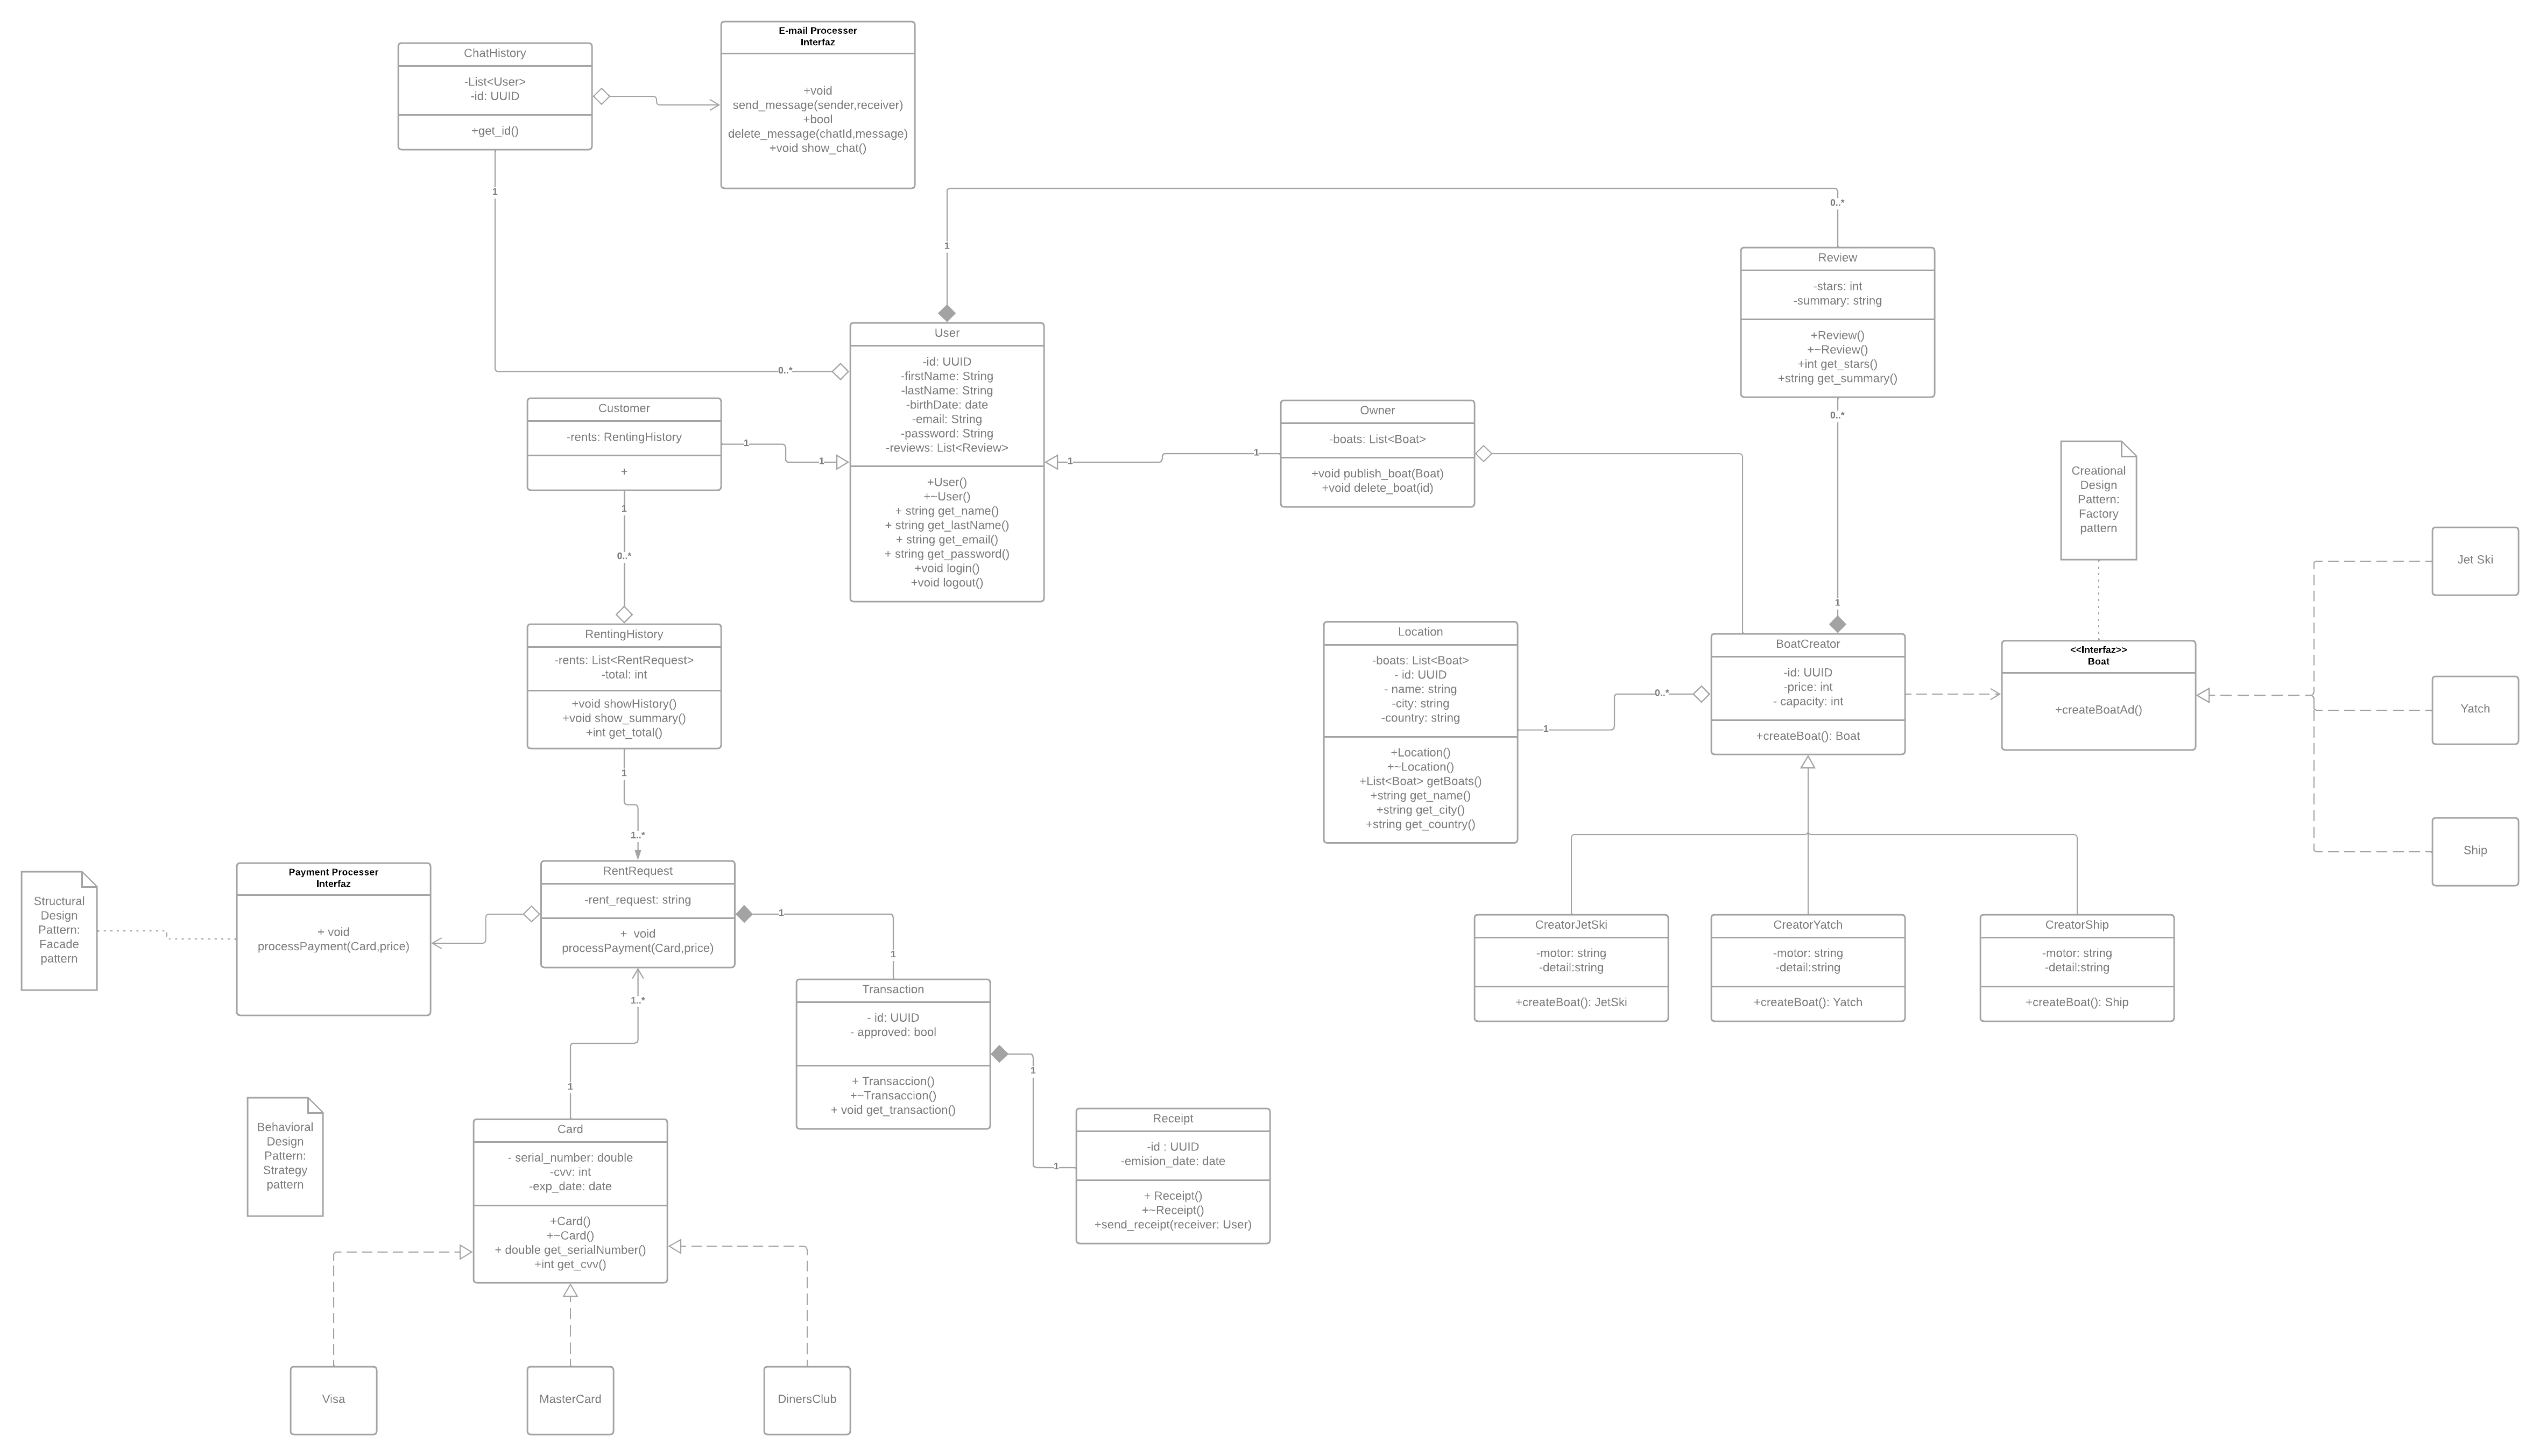 ChatHistory
-List<User>
-id: UUID
+get_id()
E-mail Processer
Interfaz
+void
send_message(sender,receiver)
+bool
delete_message(chatId,message)
+void show_chat()
1
0..*
1
0..*
Review
-stars: int
-summary: string
+Review()
+~Review()
+int get_stars()
+string get_summary()
0..*
1
User
-id: UUID
-firstName: String
-lastName: String
-birthDate: date
-email: String
-password: String
-reviews: List<Review>
+User()
+~User()
+ string get_name()
+ string get_lastName()
+ string get_email()
+ string get_password()
+void login()
+void logout()
Customer
-rents: RentingHistory
+
1
1
1
1
Owner
-boats: List<Boat>
+void publish_boat(Boat)
+void delete_boat(id)
1
0..*
RentingHistory
-rents: List<RentRequest>
-total: int
+void showHistory()
+void show_summary()
+int get_total()
1
1..*
Location
-boats: List<Boat>
- id: UUID
- name: string
-city: string
-country: string
+Location()
+~Location()
+List<Boat> getBoats()
+string get_name()
+string get_city()
+string get_country()
1
0..*
BoatCreator
-id: UUID
-price: int
- capacity: int
+createBoat(): Boat
Creational
Design
Pattern:
Factory
pattern
<<Interfaz>>
Boat
+createBoatAd()
Jet Ski
Yatch
Ship
CreatorJetSki
-motor: string
-detail:string
+createBoat(): JetSki
CreatorYatch
-motor: string
-detail:string
+createBoat(): Yatch
CreatorShip
-motor: string
-detail:string
+createBoat(): Ship
Structural
Design
Pattern:
Facade
pattern
Payment Processer
Interfaz
+ void
processPayment(Card,price)
RentRequest
-rent_request: string
+  void
processPayment(Card,price)
1
1
1..*
1
Transaction
- id: UUID
- approved: bool
+ Transaccion()
+~Transaccion()
+ void get_transaction()
1
1
Receipt
-id : UUID
-emision_date: date
+ Receipt()
+~Receipt()
+send_receipt(receiver: User)
Behavioral
Design
Pattern:
Strategy
pattern
Card
- serial_number: double
-cvv: int
-exp_date: date
+Card()
+~Card()
+ double get_serialNumber()
+int get_cvv()
Visa
MasterCard
DinersClub